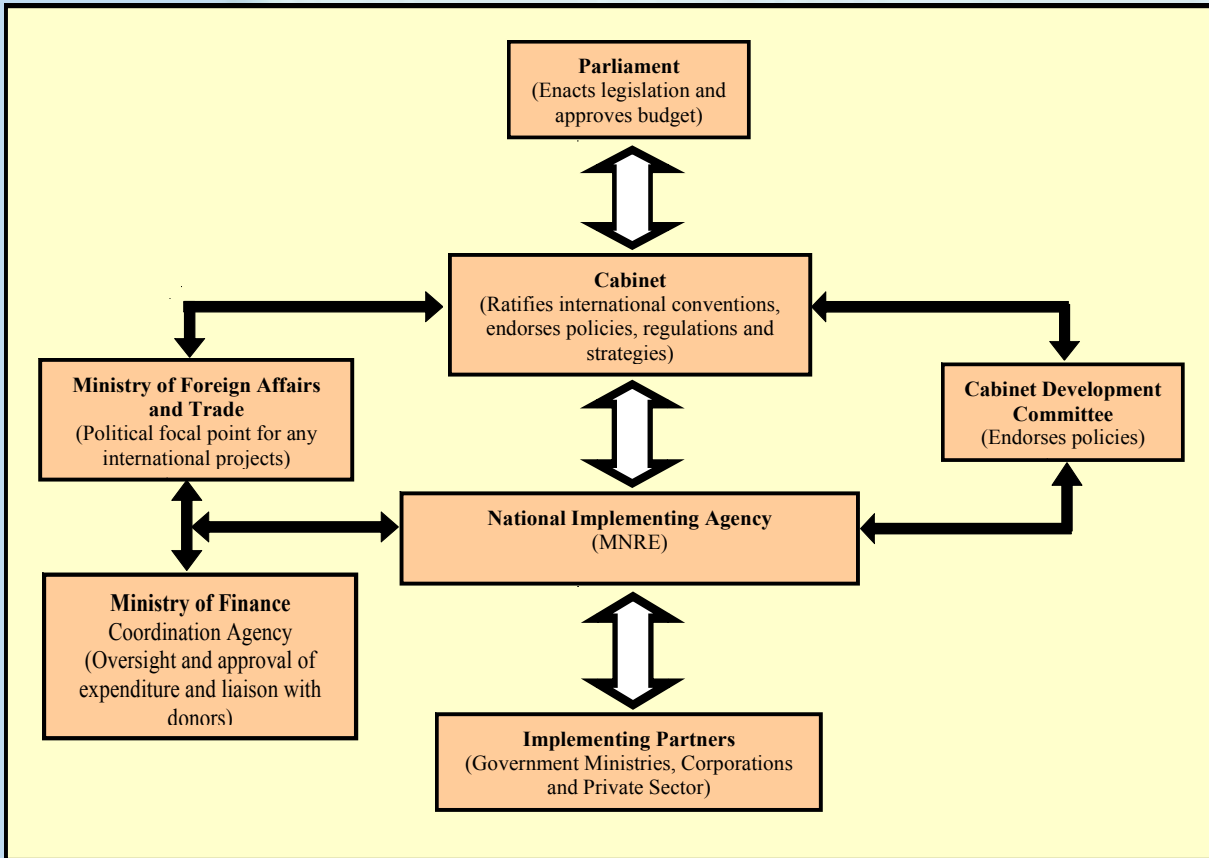 Parliament
(Enacts legislation and
approves budget)
Cabinet
(Ratifies international conventions,
endorses policies, regulations and
strategies)
Ministry of Foreign Affairs
and Trade
(Political focal point for any
international projects)
Cabinet Development
Committee
(Endorses policies)
National Implementing Agency
(MNRE)
Ministry of Finance
Coordination Agency
(Oversight and approval of
expenditure and liaison with
donors)
Implementing Partners
(Government Ministries, Corporations
and Private Sector)